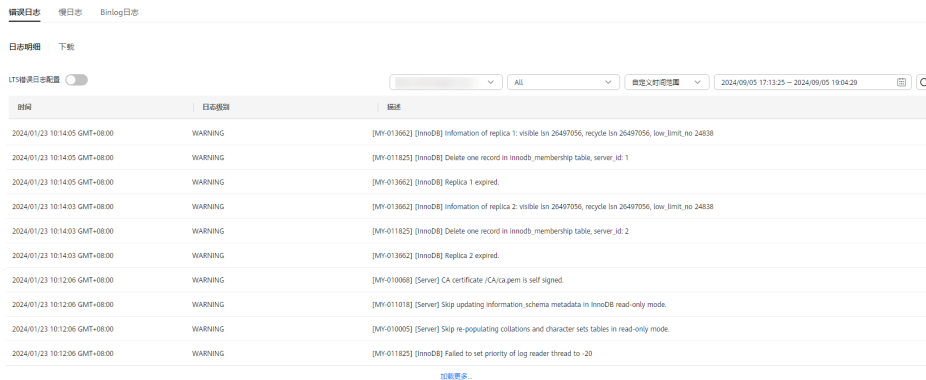 错误日志 慢日志 Binlog日志
日志明细 下载
LTS错误日志配置 All 自定义时间范围 2024/09/05 17:13:25 — 2024/09/05 19:04:29
时间 日志级别 描述
2024/01/23 10:14:05 GMT+08:00 WARNING [MY-013662] [InnoDB] Infomation of replica 1: visible lsn 26497056, recycle lsn 26497056, low_limit_no 24838
2024/01/23 10:14:05 GMT+08:00 WARNING [MY-011825] [InnoDB] Delete one record in innodb_membership table, server_id: 1
2024/01/23 10:14:05 GMT+08:00 WARNING [MY-013662] [InnoDB] Replica 1 expired.
2024/01/23 10:14:03 GMT+08:00 WARNING [MY-013662] [InnoDB] Infomation of replica 2: visible lsn 26497056, recycle lsn 26497056, low_limit_no 24838
2024/01/23 10:14:03 GMT+08:00 WARNING [MY-011825] [InnoDB] Delete one record in innodb_membership table, server_id: 2
2024/01/23 10:14:03 GMT+08:00 WARNING [MY-013662] [InnoDB] Replica 2 expired.
2024/01/23 10:12:06 GMT+08:00 WARNING [MY-010068] [Server] CA certificate /CA/ca.pem is self signed.
2024/01/23 10:12:06 GMT+08:00 WARNING [MY-011018] [Server] Skip updating information_schema metadata in InnoDB read-only mode.
2024/01/23 10:12:06 GMT+08:00 WARNING [MY-010005] [Server] Skip re-populating collations and character sets tables in read-only mode.
2024/01/23 10:12:06 GMT+08:00 WARNING [MY-011825] [InnoDB] Failed to set priority of log reader thread to -20
加载更多...